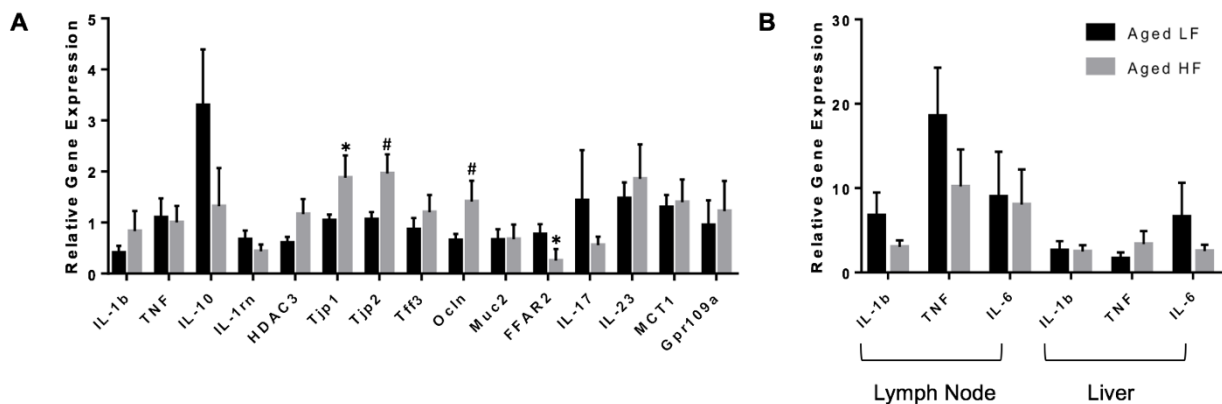 A
Relative Gene Expression
5
4
3
2
1
0
* # # *
IL-1b TNF IL-10 IL-1rn HDAC3 Tjp1 Tjp2 Tff3 Ocln Muc2 FFAR2 IL-17 IL-23 MCT1 Gpr109a
B
Relative Gene Expression
30
20
10
0
Aged LF
Aged HF
IL-1b TNF IL-6 IL-1b TNF IL-6
Lymph Node Liver